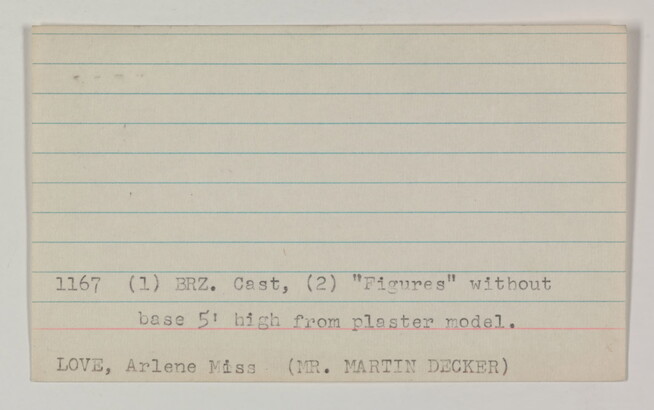 1167 (1) BRZ. Cast, (2) "Figures" without
base 5' high from plaster model.
LOVE, Arlene Miss (MR. MARTIN DECKER)